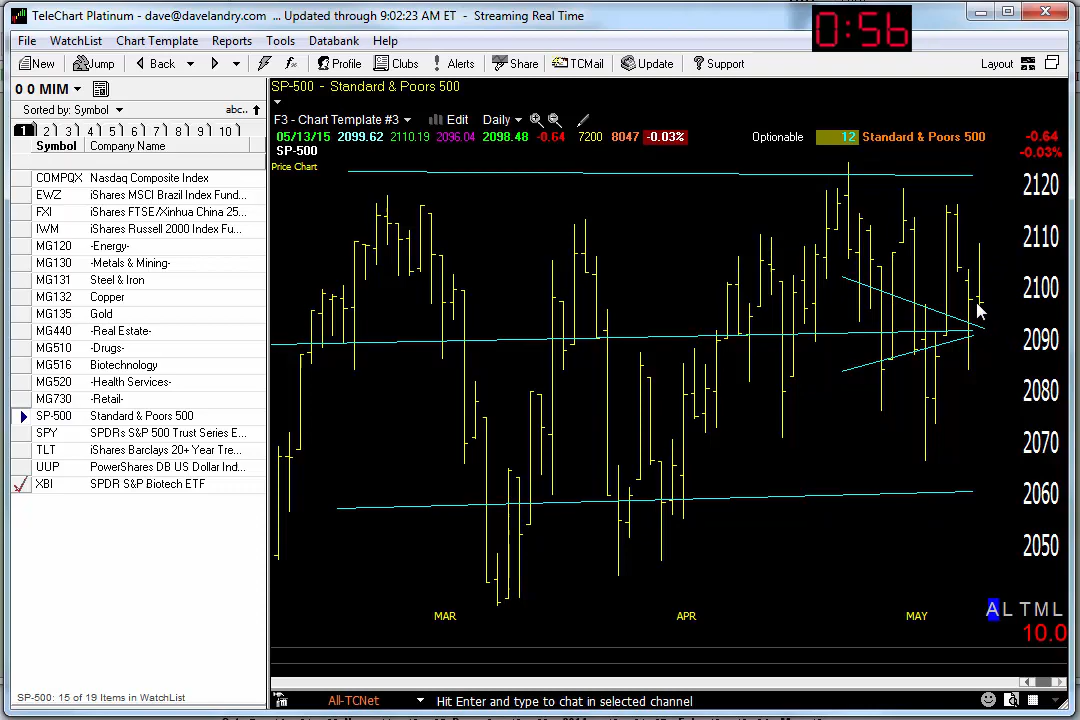 TeleChart Platinum - dave@davelandry.com ... Updated through 9:02:23 AM ET - Streaming Real Time
0:56
File WatchList Chart Template Reports Tools Databank Help
New Jump Back Profile Clubs Alerts Share TCMail Update Support Layout
0 0 MIM
Sorted by: Symbol abc..
1 2 3 4 5 6 7 8 9 10
Symbol Company Name
COMPQX Nasdaq Composite Index
EWZ iShares MSCI Brazil Index Fund...
FXI iShares FTSE/Xinhua China 25...
IWM iShares Russell 2000 Index Fu...
MG120 -Energy-
MG130 -Metals & Mining-
MG131 Steel & Iron
MG132 Copper
MG135 Gold
MG440 -Real Estate-
MG510 -Drugs-
MG516 Biotechnology
MG520 -Health Services-
MG730 -Retail-
SP-500 Standard & Poors 500
SPY SPDRs S&P 500 Trust Series E...
TLT iShares Barclays 20+ Year Tre...
UUP PowerShares DB US Dollar Ind...
XBI SPDR S&P Biotech ETF
SP-500: 15 of 19 Items in WatchList
SP-500 - Standard & Poors 500
F3 - Chart Template #3 Edit Daily
05/13/15 2099.62 2110.19 2096.04 2098.48 -0.64 7200 8047 -0.03% Optionable 12 Standard & Poors 500 -0.64
-0.03%
SP-500
Price Chart
2120
2110
2100
2090
2080
2070
2060
2050
MAR APR MAY
A L T M L
10.0
All-TCNet Hit Enter and type to chat in selected channel